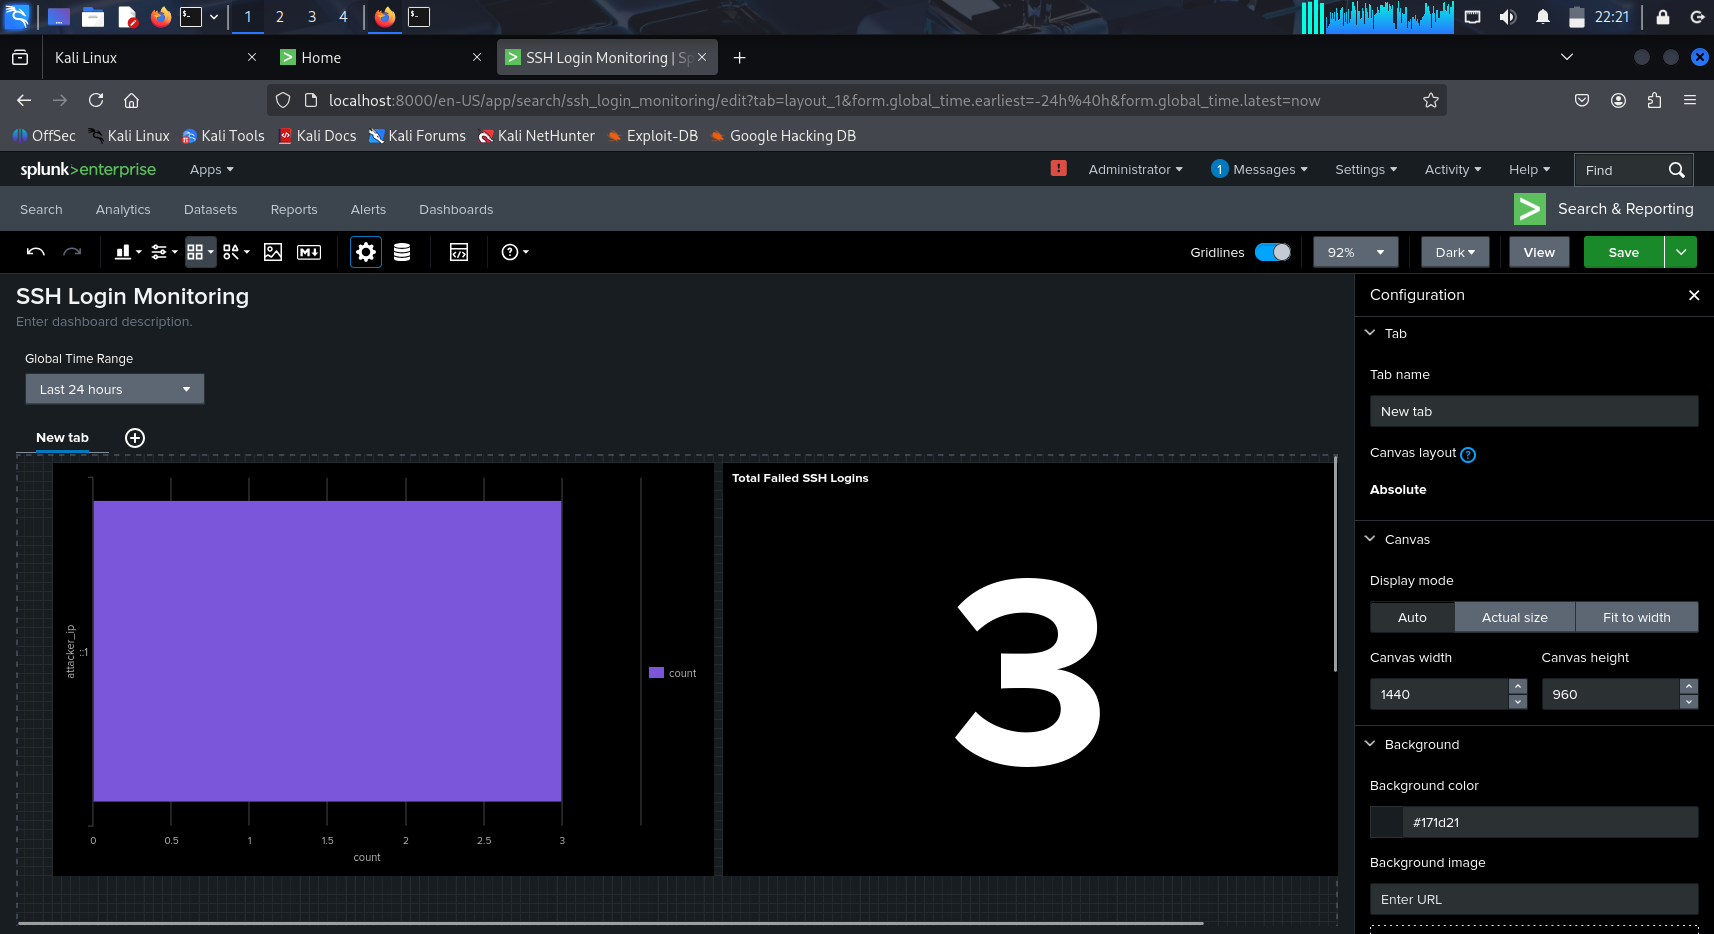 1 2 3 4
22:21
Kali Linux
Home
SSH Login Monitoring | Sp
localhost:8000/en-US/app/search/ssh_login_monitoring/edit?tab=layout_1&form.global_time.earliest=-24h%40h&form.global_time.latest=now
OffSec Kali Linux Kali Tools Kali Docs Kali Forums Kali NetHunter Exploit-DB Google Hacking DB
splunk>enterprise Apps Administrator 1 Messages Settings Activity Help Find
Search Analytics Datasets Reports Alerts Dashboards Search & Reporting
Gridlines 92% Dark View Save
SSH Login Monitoring
Enter dashboard description.
Global Time Range
Last 24 hours
New tab
attacker_ip
::1
0 0.5 1 1.5 2 2.5 3
count
count
Total Failed SSH Logins
3
Configuration
Tab
Tab name
New tab
Canvas layout ?
Absolute
Canvas
Display mode
Auto Actual size Fit to width
Canvas width Canvas height
1440 960
Background
Background color
#171d21
Background image
Enter URL